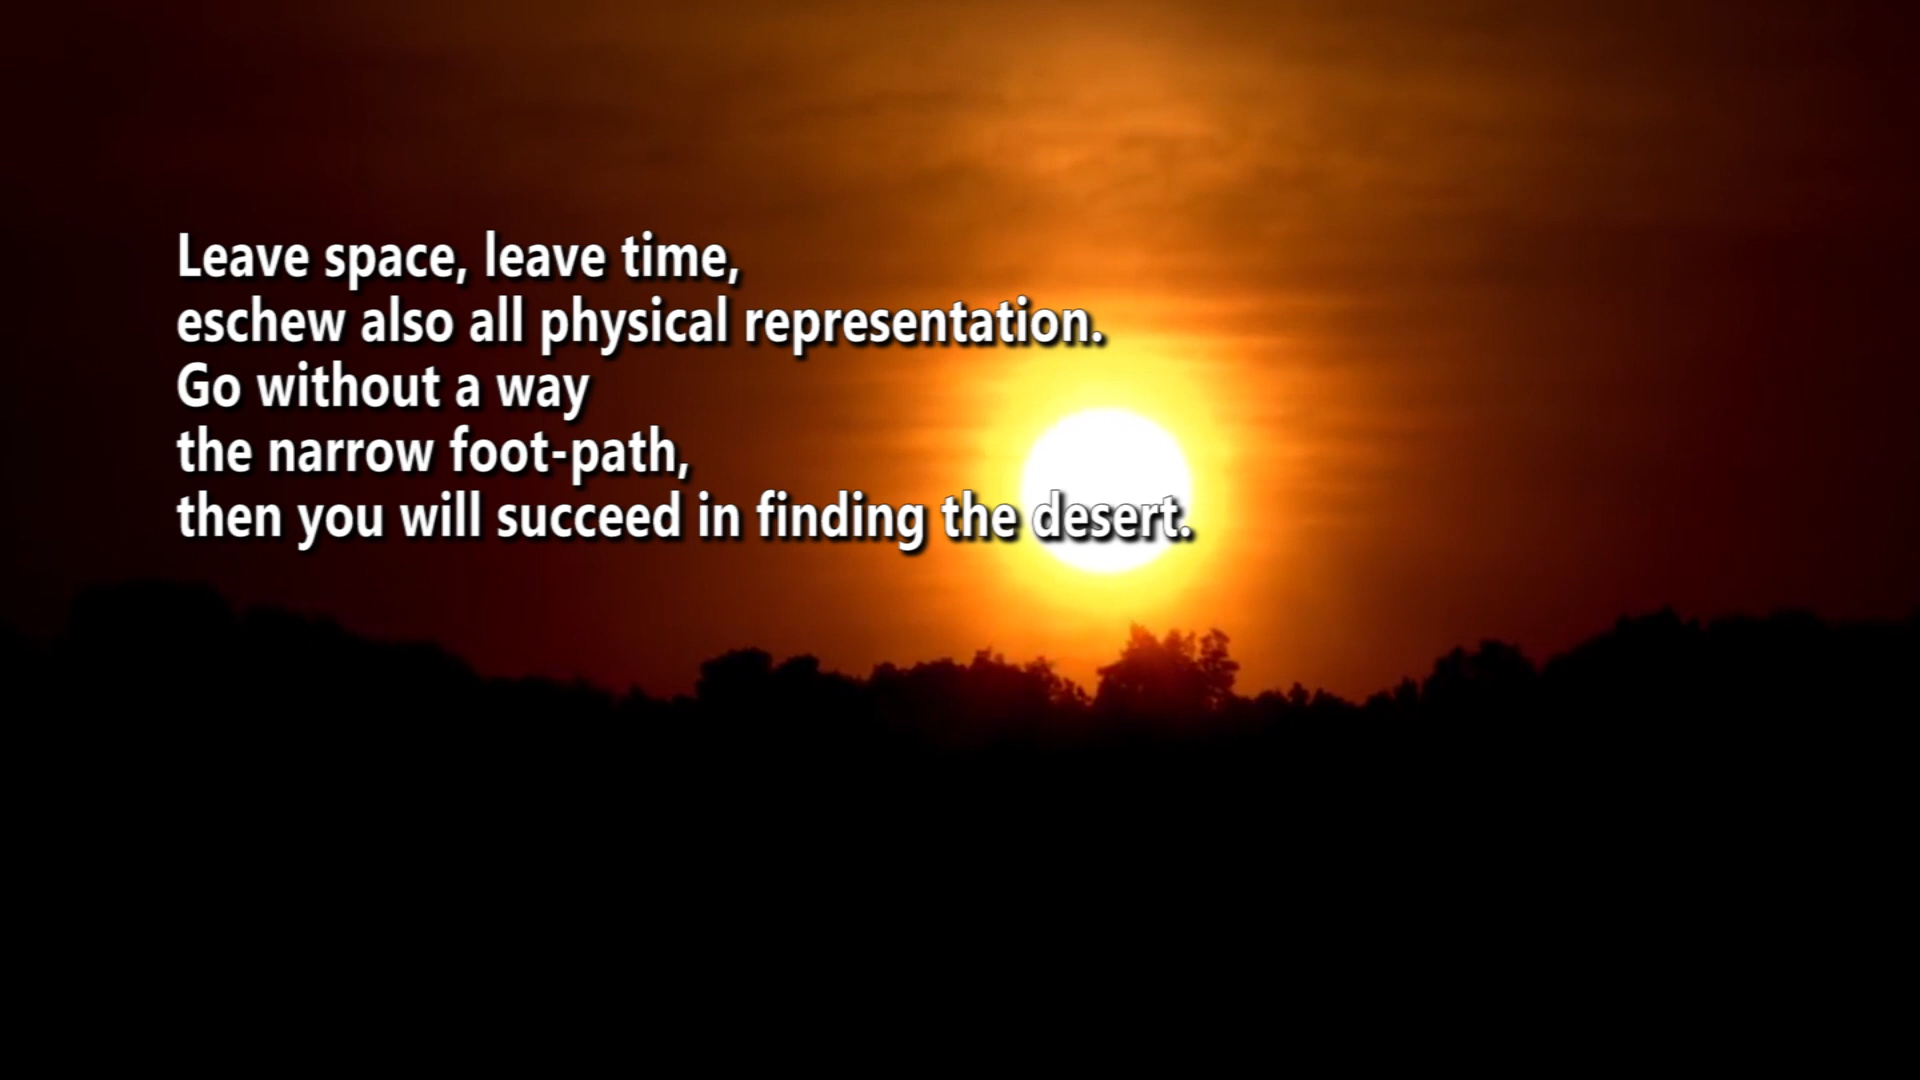 Leave space, leave time,
eschew also all physical representation.
Go without a way
the narrow foot-path,
then you will succeed in finding the desert.